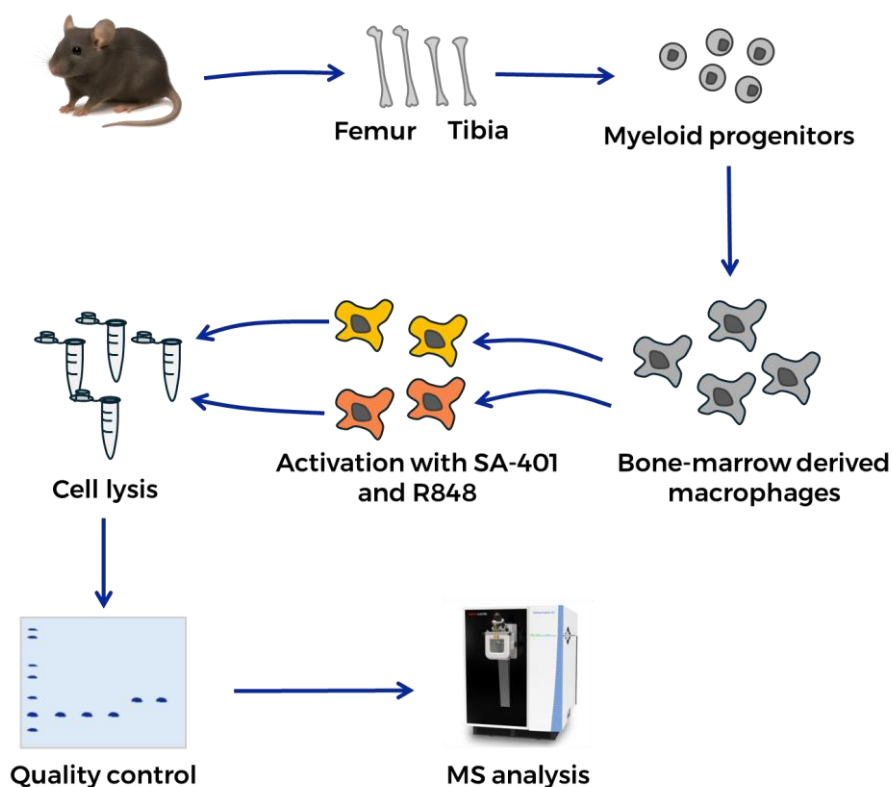 Femur
Tibia
Myeloid progenitors
Bone-marrow derived
macrophages
Activation with SA-401
and R848
Cell lysis
Quality control
MS analysis